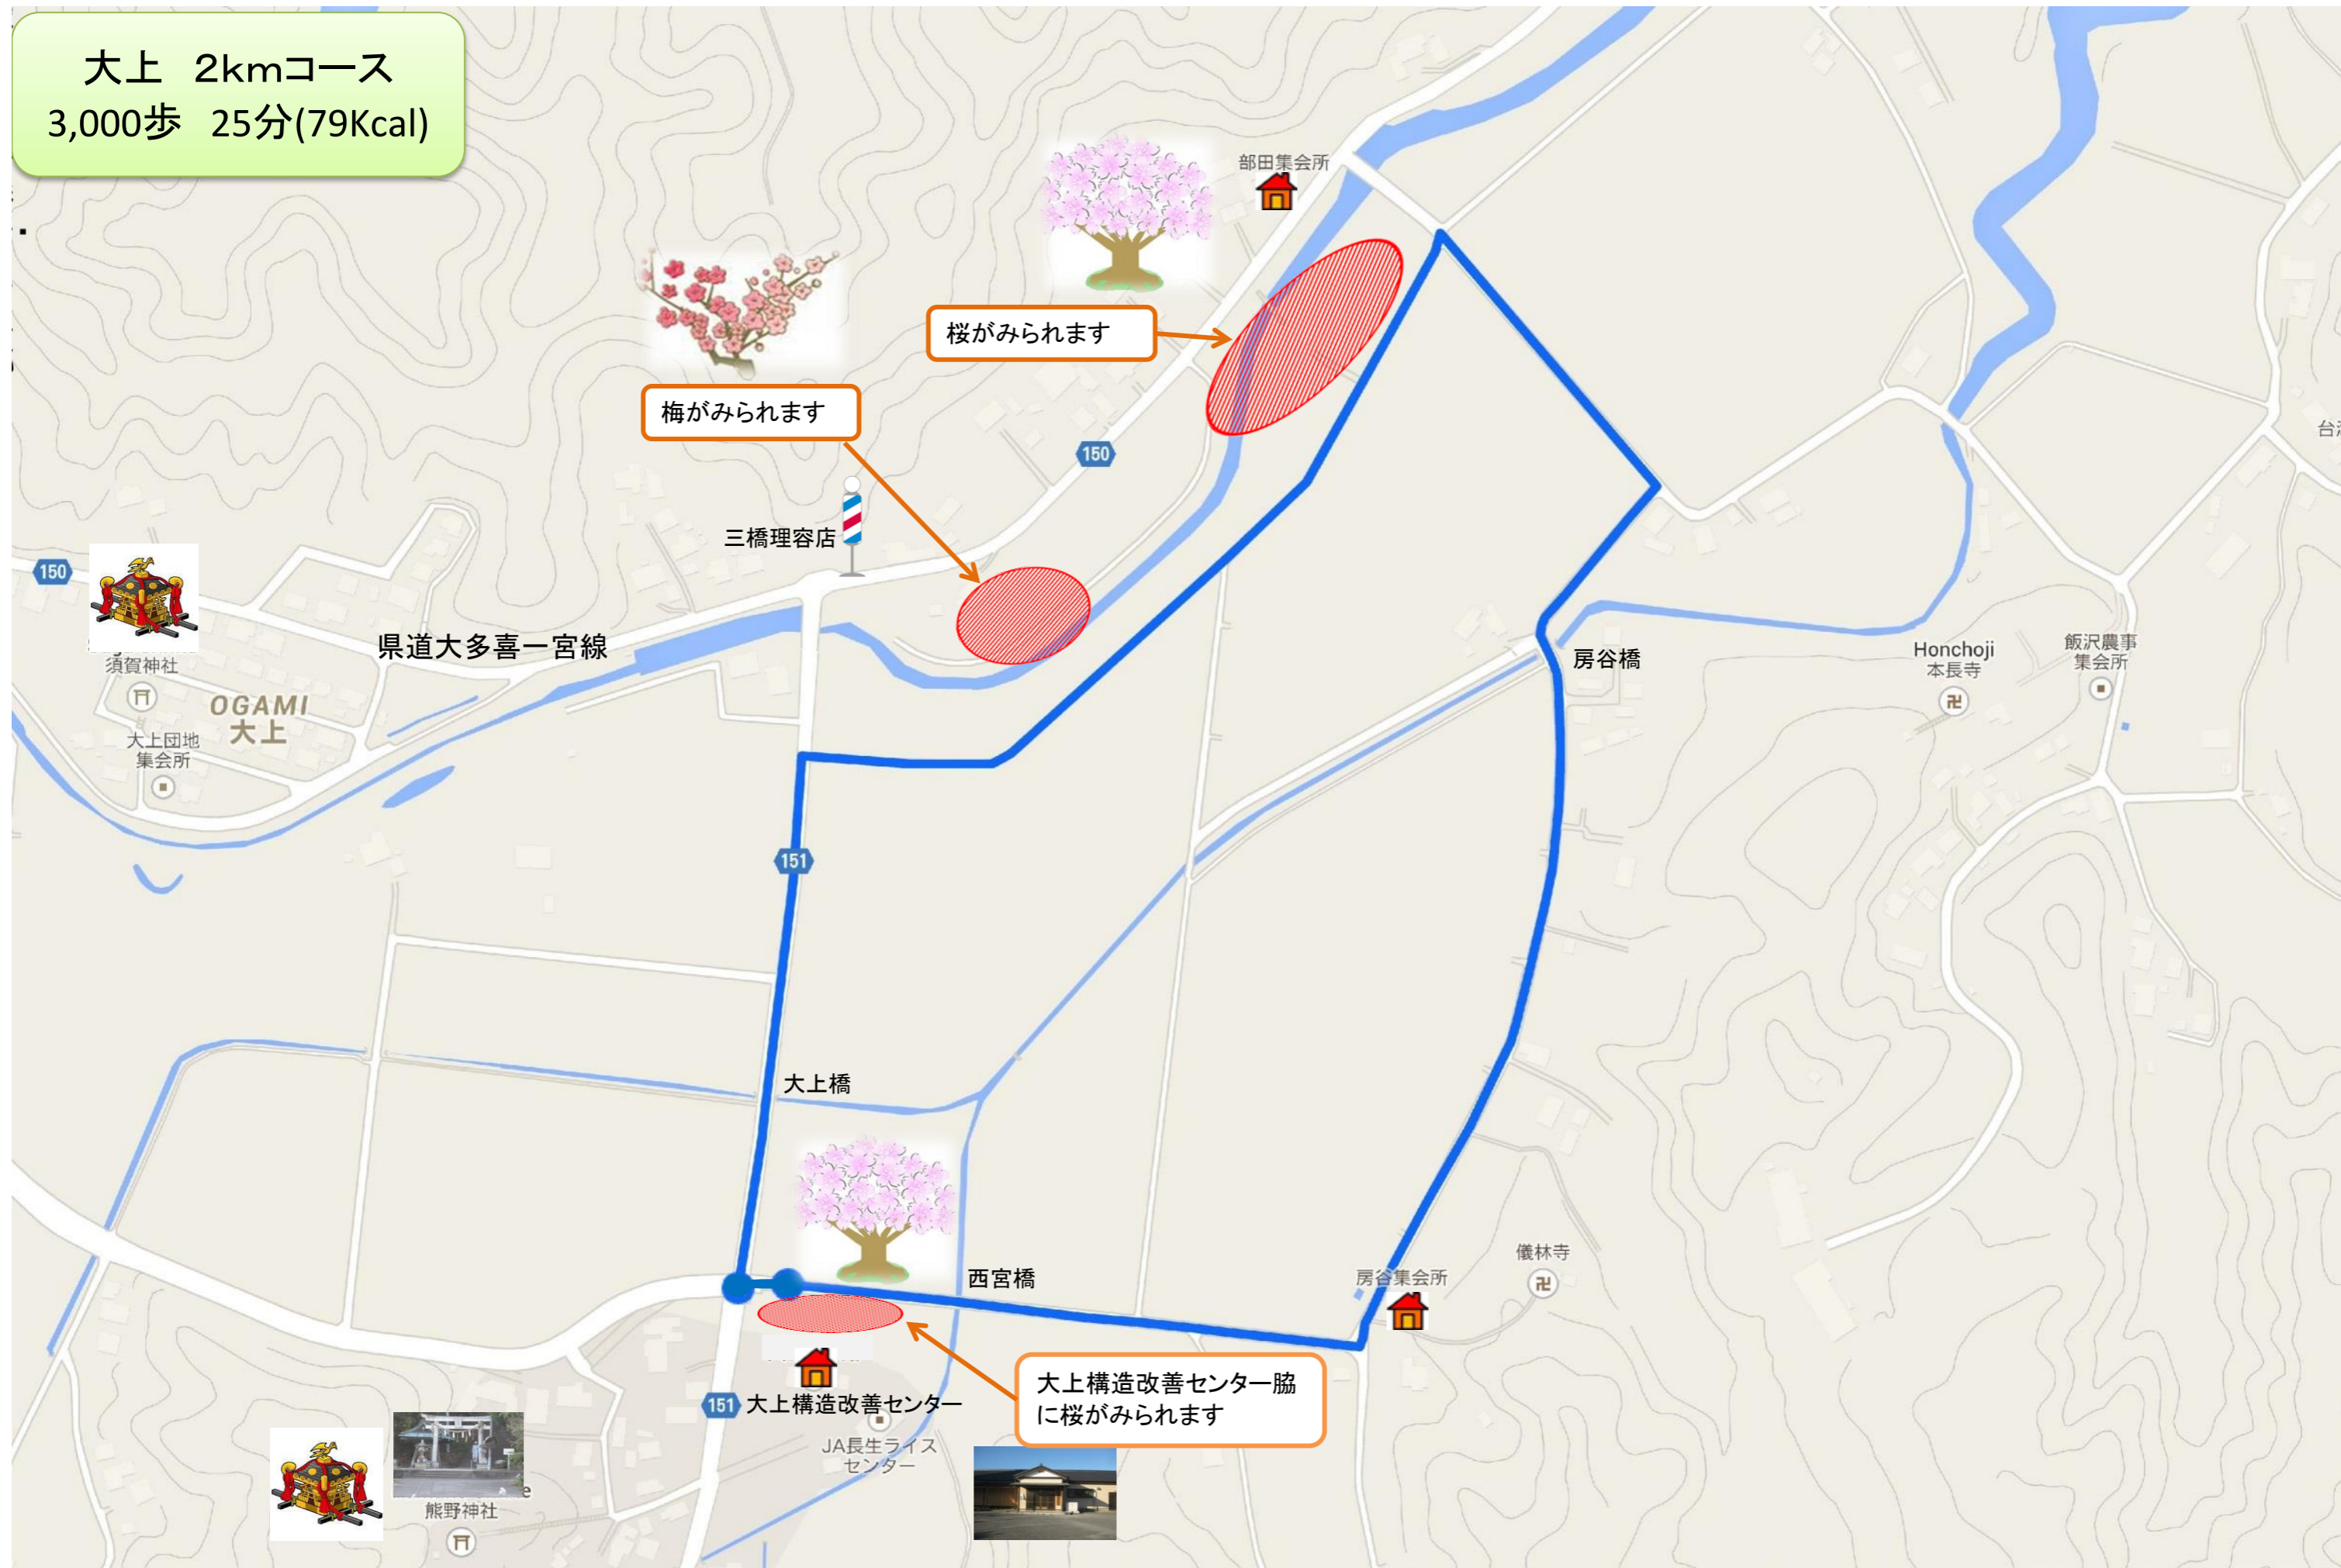 大上　2kmコース
3,000歩　25分(79Kcal)
部田集会所
桜がみられます
梅がみられます
150
三橋理容店
150
県道大多喜一宮線
須賀神社
OGAMI
大上
大上団地
集会所
房谷橋
Honchoji
本長寺
飯沢農事
集会所
151
大上橋
西宮橋
儀林寺
房谷集会所
大上構造改善センター脇
に桜がみられます
151
大上構造改善センター
JA長生ライス
センター
熊野神社